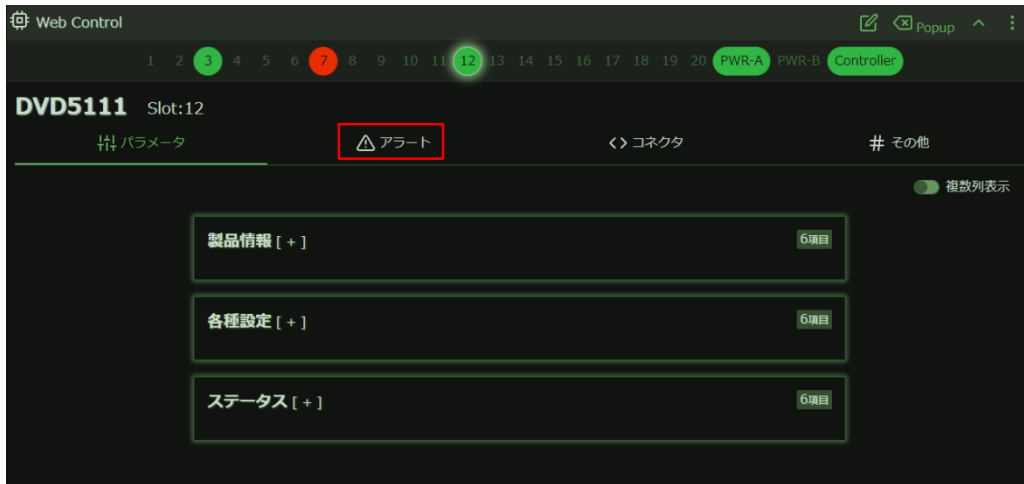 Web Control
Popup
1 2 3 4 5 6 7 8 9 10 11 12 13 14 15 16 17 18 19 20 PWR-A PWR-B Controller
DVD5111 Slot:12
パラメータ アラート コネクタ その他
複数列表示
製品情報 [ + ] 6項目
各種設定 [ + ] 6項目
ステータス [ + ] 6項目